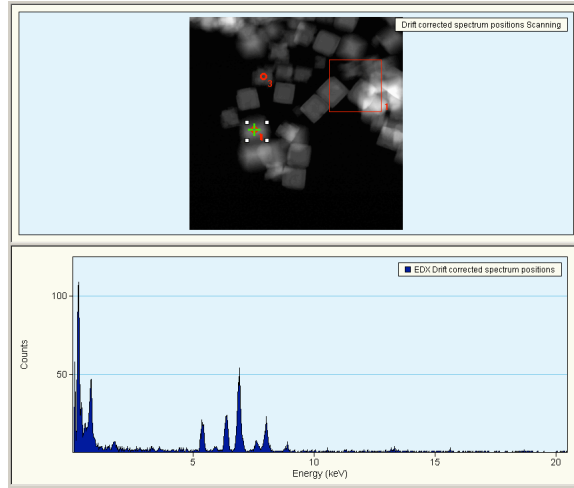 Drift corrected spectrum positions Scanning
3
1
EDX Drift corrected spectrum positions
100
50
Counts
5 10 15 20
Energy (keV)